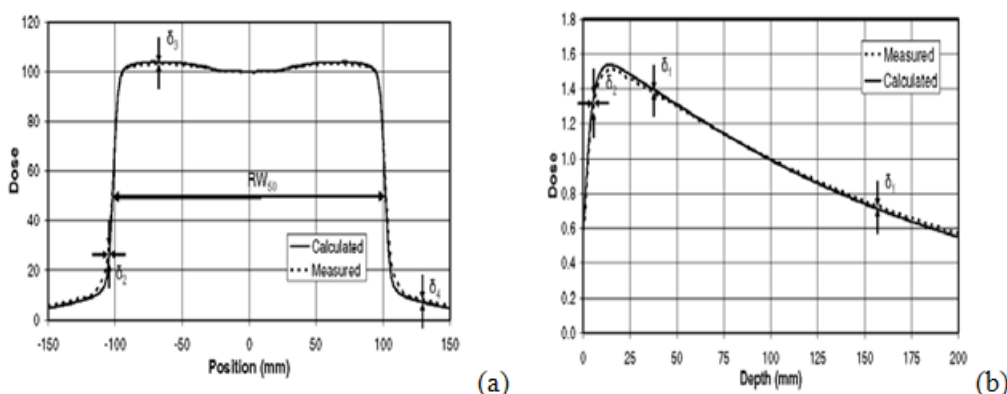 120
100
80
60
40
20
0
Dose
δ3
RW50
Calculated
Measured
δ2
δ4
-150 -100 -50 0 50 100 150
Position (mm)
(a)
1.8
1.6
1.4
1.2
1.0
0.8
0.6
0.4
0.2
0.0
Dose
δ2
δ1
Measured
Calculated
δ1
0 25 50 75 100 125 150 175 200
Depth (mm)
(b)